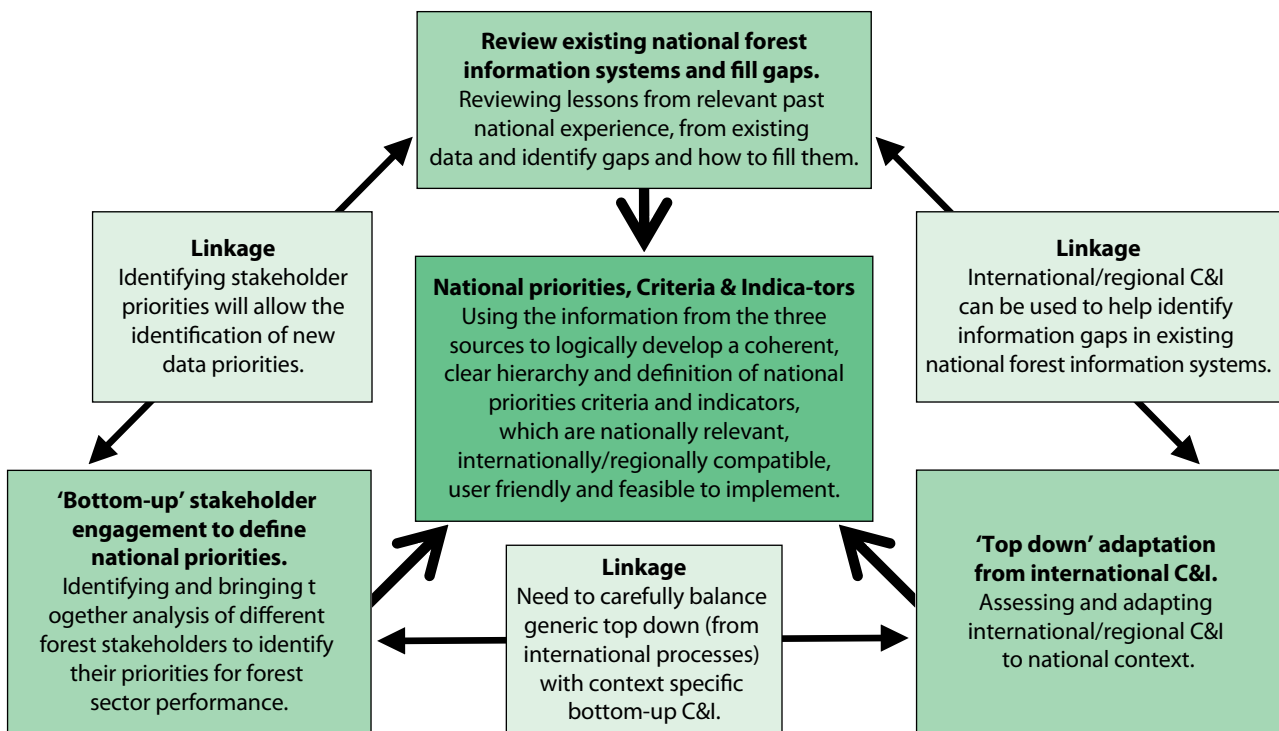 Review existing national forest
information systems and fill gaps.
Reviewing lessons from relevant past
national experience, from existing
data and identify gaps and how to fill them.
Linkage
Identifying stakeholder
priorities will allow the
identification of new
data priorities.
National priorities, Criteria & Indica-tors
Using the information from the three
sources to logically develop a coherent,
clear hierarchy and definition of national
priorities criteria and indicators,
which are nationally relevant,
internationally/regionally compatible,
user friendly and feasible to implement.
Linkage
International/regional C&I
can be used to help identify
information gaps in existing
national forest information systems.
'Bottom-up' stakeholder
engagement to define
national priorities.
Identifying and bringing t
ogether analysis of different
forest stakeholders to identify
their priorities for forest
sector performance.
Linkage
Need to carefully balance
generic top down (from
international processes)
with context specific
bottom-up C&I.
'Top down' adaptation
from international C&I.
Assessing and adapting
international/regional C&I
to national context.